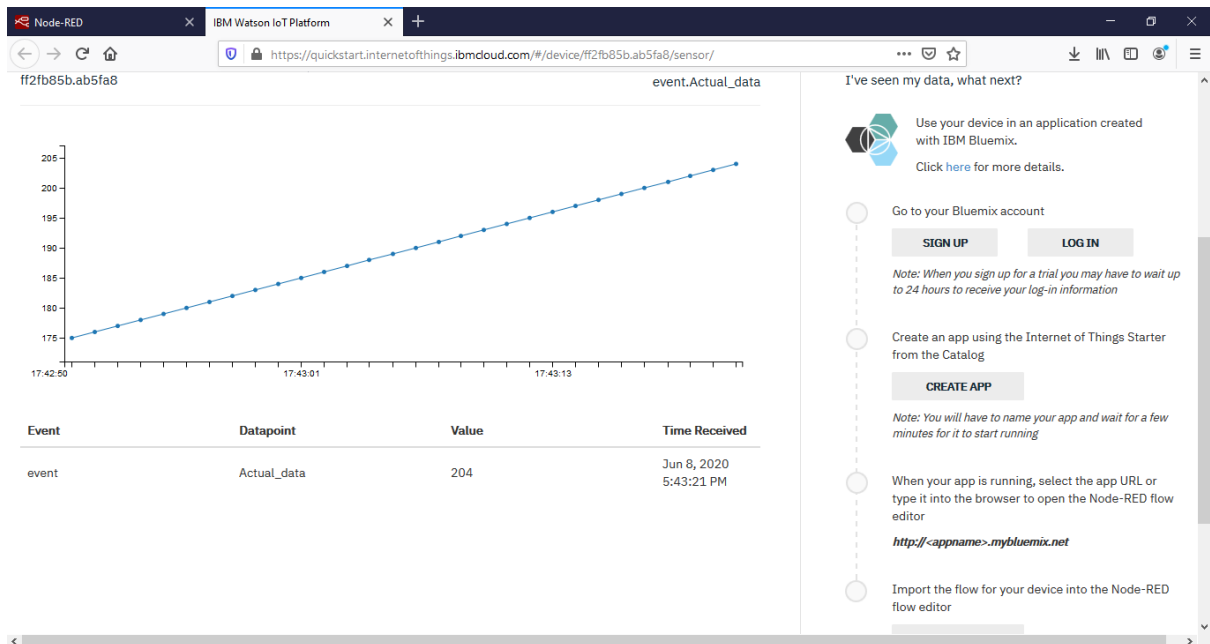 Node-RED
IBM Watson IoT Platform
https://quickstart.internetofthings.ibmcloud.com/#/device/ff2fb85b.ab5fa8/sensor/
ff2fb85b.ab5fa8
event.Actual_data
205
200
195
190
185
180
175
17:42:50
17:43:01
17:43:13
Event Datapoint Value Time Received
event Actual_data 204 Jun 8, 2020
5:43:21 PM
I've seen my data, what next?
Use your device in an application created
with IBM Bluemix.
Click here for more details.
Go to your Bluemix account
SIGN UP LOG IN
Note: When you sign up for a trial you may have to wait up
to 24 hours to receive your log-in information
Create an app using the Internet of Things Starter
from the Catalog
CREATE APP
Note: You will have to name your app and wait for a few
minutes for it to start running
When your app is running, select the app URL or
type it into the browser to open the Node-RED flow
editor
http://<appname>.mybluemix.net
Import the flow for your device into the Node-RED
flow editor